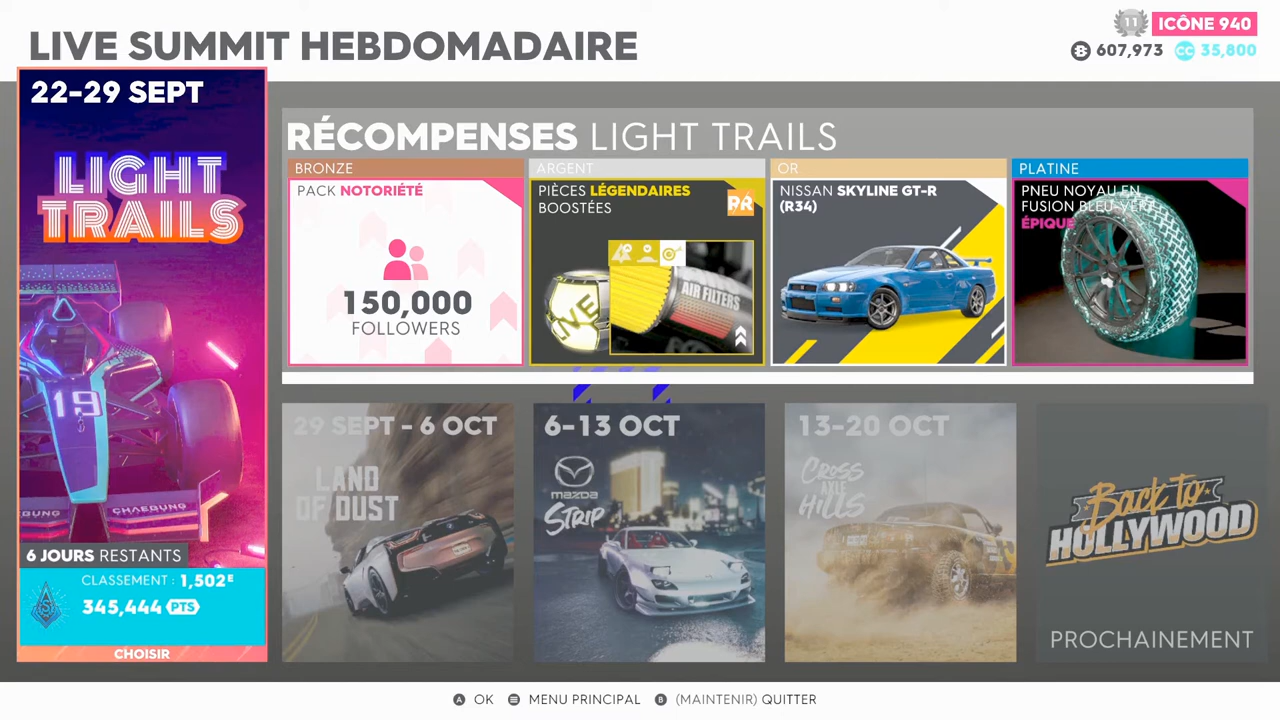 LIVE SUMMIT HEBDOMADAIRE
11 ICÔNE 940
B 607,973 CC 35,800
22-29 SEPT
LIGHT
TRAILS
19
CHAEBUNG
6 JOURS RESTANTS
CLASSEMENT : 1,502E
345,444 PTS
CHOISIR
RÉCOMPENSES LIGHT TRAILS
BRONZE
PACK NOTORIÉTÉ
150,000
FOLLOWERS
ARGENT
PIÈCES LÉGENDAIRES
BOOSTÉES
LIVE
AIR FILTERS
OR
NISSAN SKYLINE GT-R
(R34)
PLATINE
PNEU NOYAU EN
FUSION BLEU-VERT
ÉPIQUE
29 SEPT - 6 OCT
LAND
OF DUST
6-13 OCT
mazda
STRIP
13-20 OCT
CROSS
AXLE
HILLS
Back to
HOLLYWOOD
PROCHAINEMENT
A OK MENU PRINCIPAL B (MAINTENIR) QUITTER